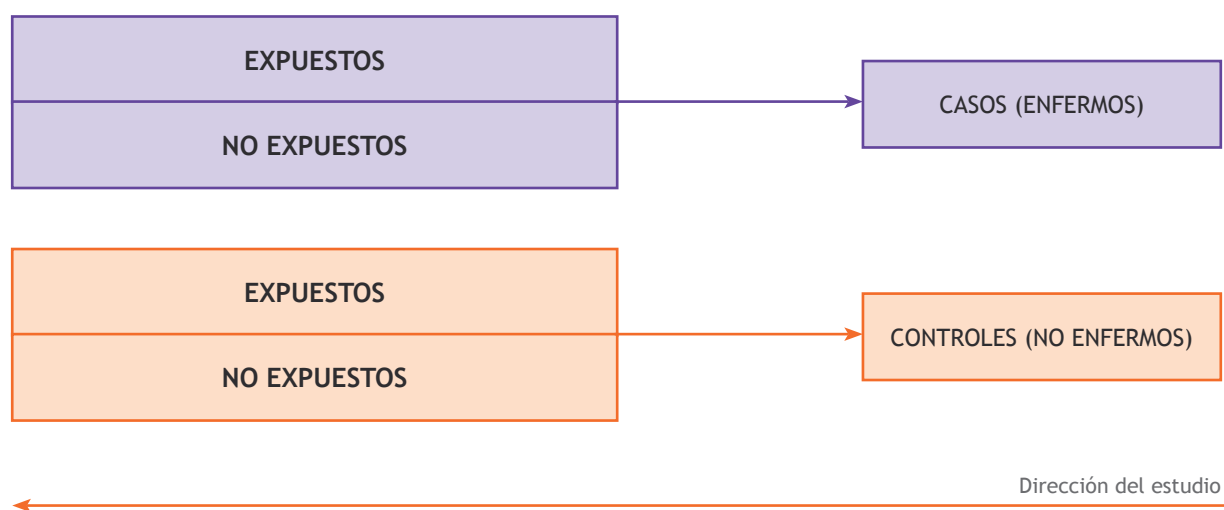 EXPUESTOS
NO EXPUESTOS
CASOS (ENFERMOS)
EXPUESTOS
NO EXPUESTOS
CONTROLES (NO ENFERMOS)
Dirección del estudio